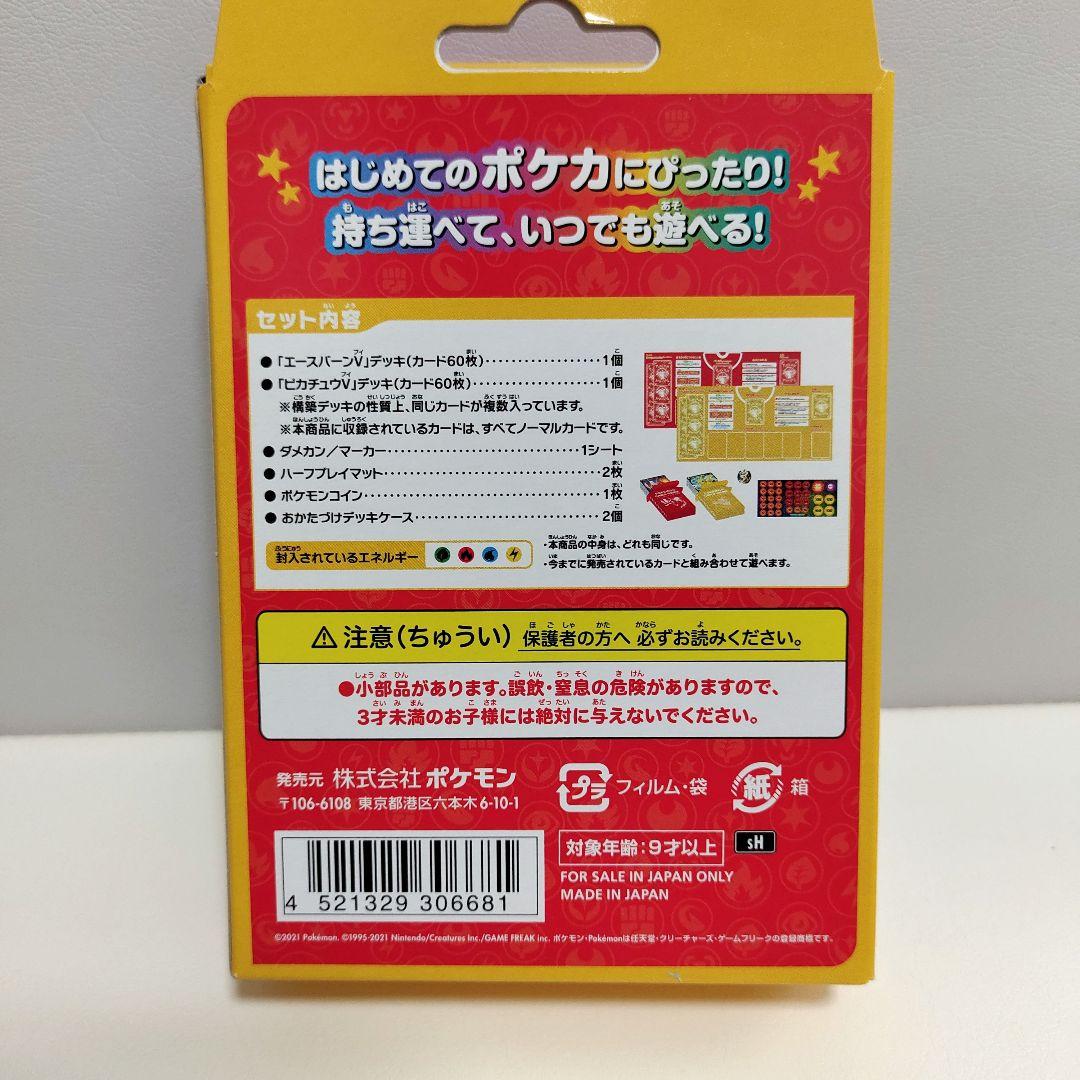 はじめてのポケカにぴったり!
持ち運べて、いつでも遊べる!
セット内容
●「エースバーンV」デッキ(カード60枚)……………………1個
●「ピカチュウV」デッキ(カード60枚)……………………1個
※構築デッキの性質上、同じカードが複数入っています。
※本商品に収録されているカードは、すべてノーマルカードです。
●ダメカン/マーカー……………………1シート
●ハーフプレイマット……………………2枚
●ポケモンコイン……………………1枚
●おかたづけデッキケース……………………2個
封入されているエネルギー
・本商品の中身は、どれも同じです。
・今までに発売されているカードと組み合わせて遊べます。
⚠注意(ちゅうい) 保護者の方へ 必ずお読みください。
●小部品があります。誤飲・窒息の危険がありますので、
3才未満のお子様には絶対に与えないでください。
発売元 株式会社 ポケモン
〒106-6108 東京都港区六本木6-10-1
プラ フィルム・袋
紙 箱
対象年齢:9才以上
sH
FOR SALE IN JAPAN ONLY
MADE IN JAPAN
4 521329 306681
©2021 Pokémon. ©1995-2021 Nintendo/Creatures Inc./GAME FREAK inc. ポケモン・Pokémonは任天堂・クリーチャーズ・ゲームフリークの登録商標です。